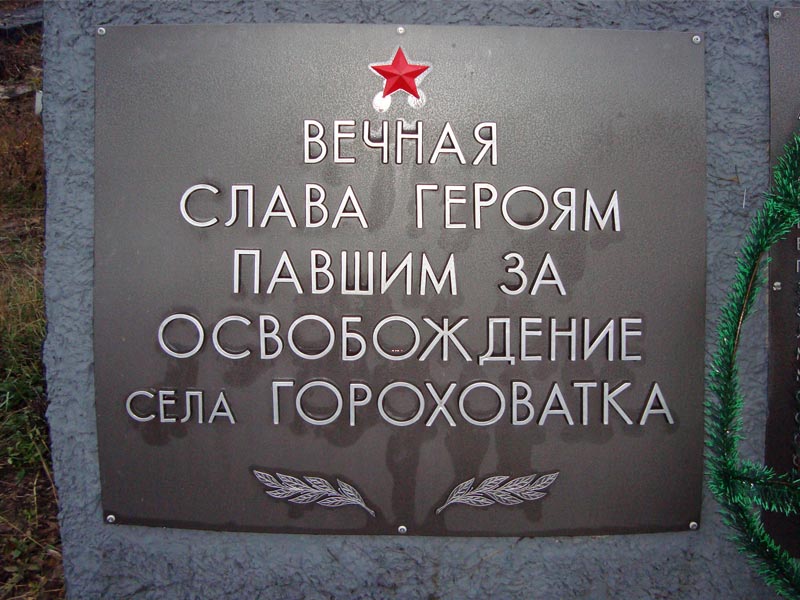 ВЕЧНАЯ
СЛАВА ГЕРОЯМ
ПАВШИМ ЗА
ОСВОБОЖДЕНИЕ
СЕЛА ГОРОХОВАТКА